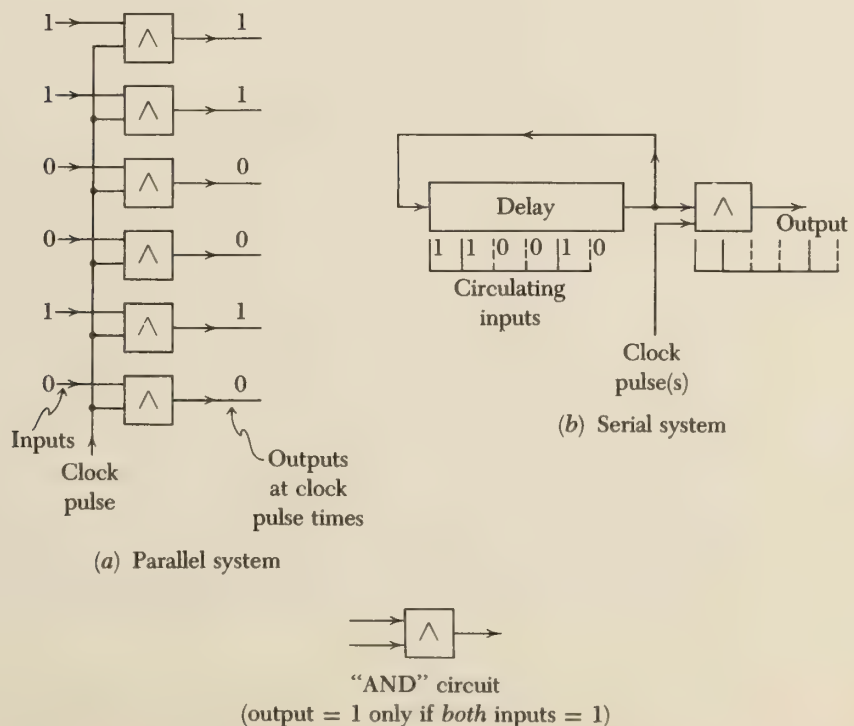 1 ∧ 1
1 ∧ 1
0 ∧ 0
0 ∧ 0
1 ∧ 1
0 ∧ 0
Inputs
Clock
pulse
Outputs
at clock
pulse times
(a) Parallel system
Delay
1 1 0 0 1 0
Circulating
inputs
∧
Output
Clock
pulse(s)
(b) Serial system
∧
“AND” circuit
(output = 1 only if both inputs = 1)